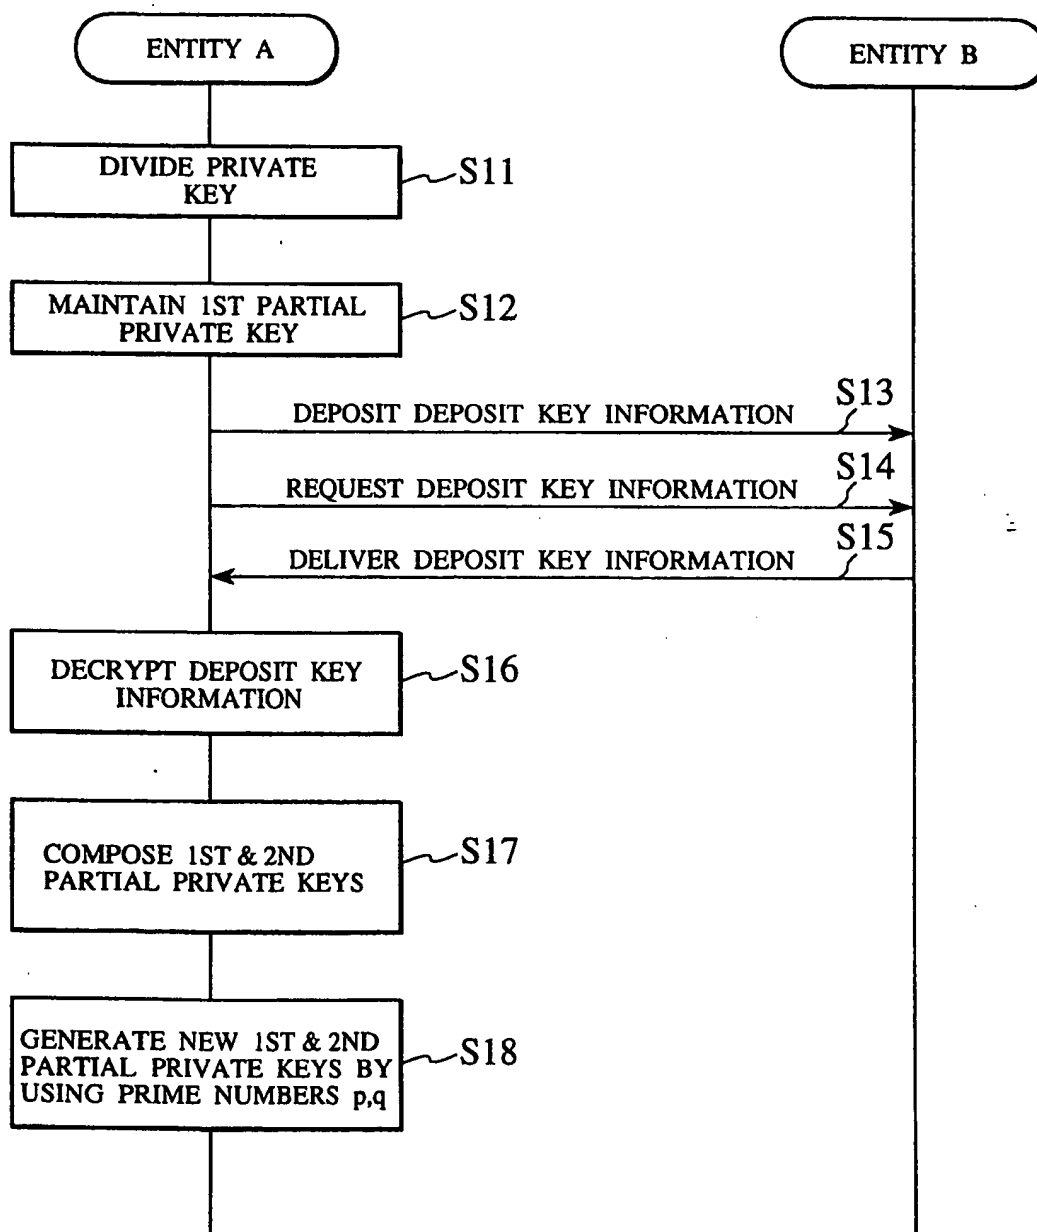 ENTITY A
ENTITY B
DIVIDE PRIVATE
KEY
S11
MAINTAIN 1ST PARTIAL
PRIVATE KEY
S12
DEPOSIT DEPOSIT KEY INFORMATION
S13
REQUEST DEPOSIT KEY INFORMATION
S14
DELIVER DEPOSIT KEY INFORMATION
S15
DECRYPT DEPOSIT KEY
INFORMATION
S16
COMPOSE 1ST & 2ND
PARTIAL PRIVATE KEYS
S17
GENERATE NEW 1ST & 2ND
PARTIAL PRIVATE KEYS BY
USING PRIME NUMBERS p,q
S18